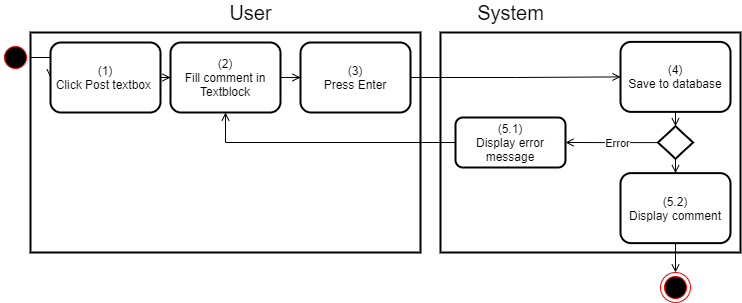 User
System
(1)
Click Post textbox
(2)
Fill comment in
Textblock
(3)
Press Enter
(4)
Save to database
(5.1)
Display error
message
Error
(5.2)
Display comment